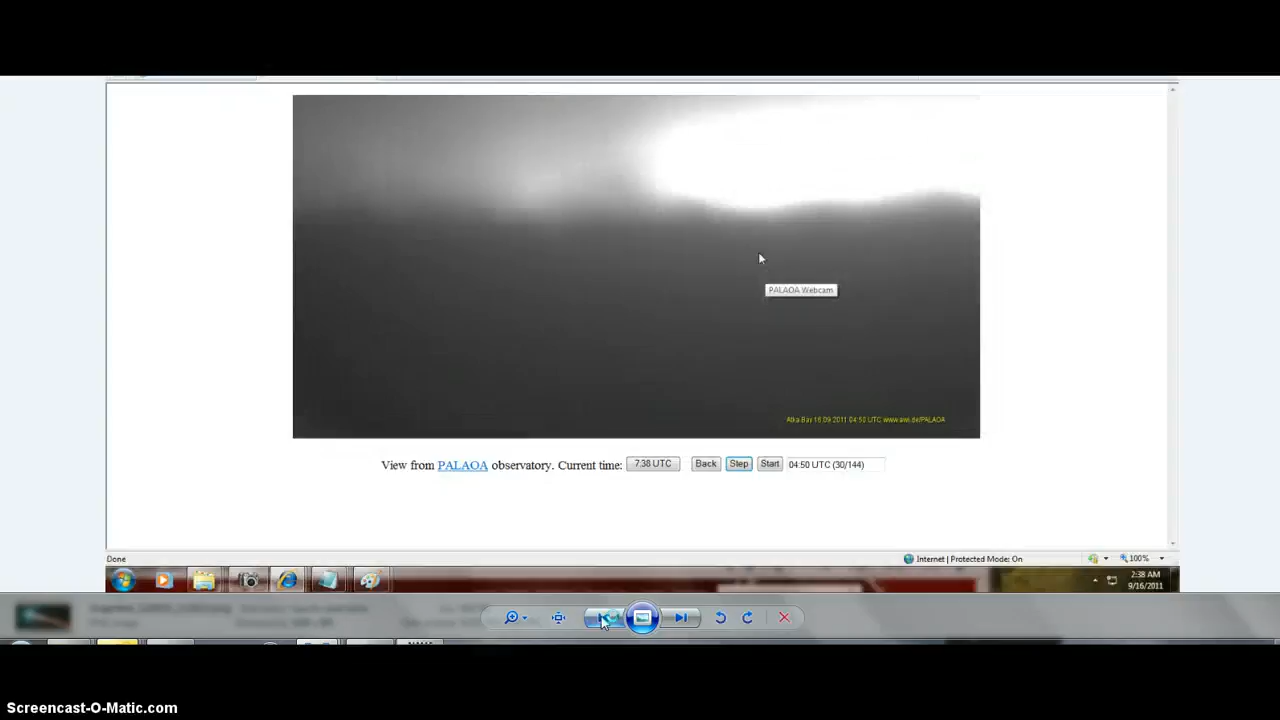 PALAOA Webcam
Atka Bay 16.09.2011 04:50 UTC www.awi.de/PALAOA
View from PALAOA observatory. Current time: 7:38 UTC Back Step Start 04:50 UTC (30/144)
Done Internet | Protected Mode: On 100%
2:38 AM
9/16/2011
Screencast-O-Matic.com